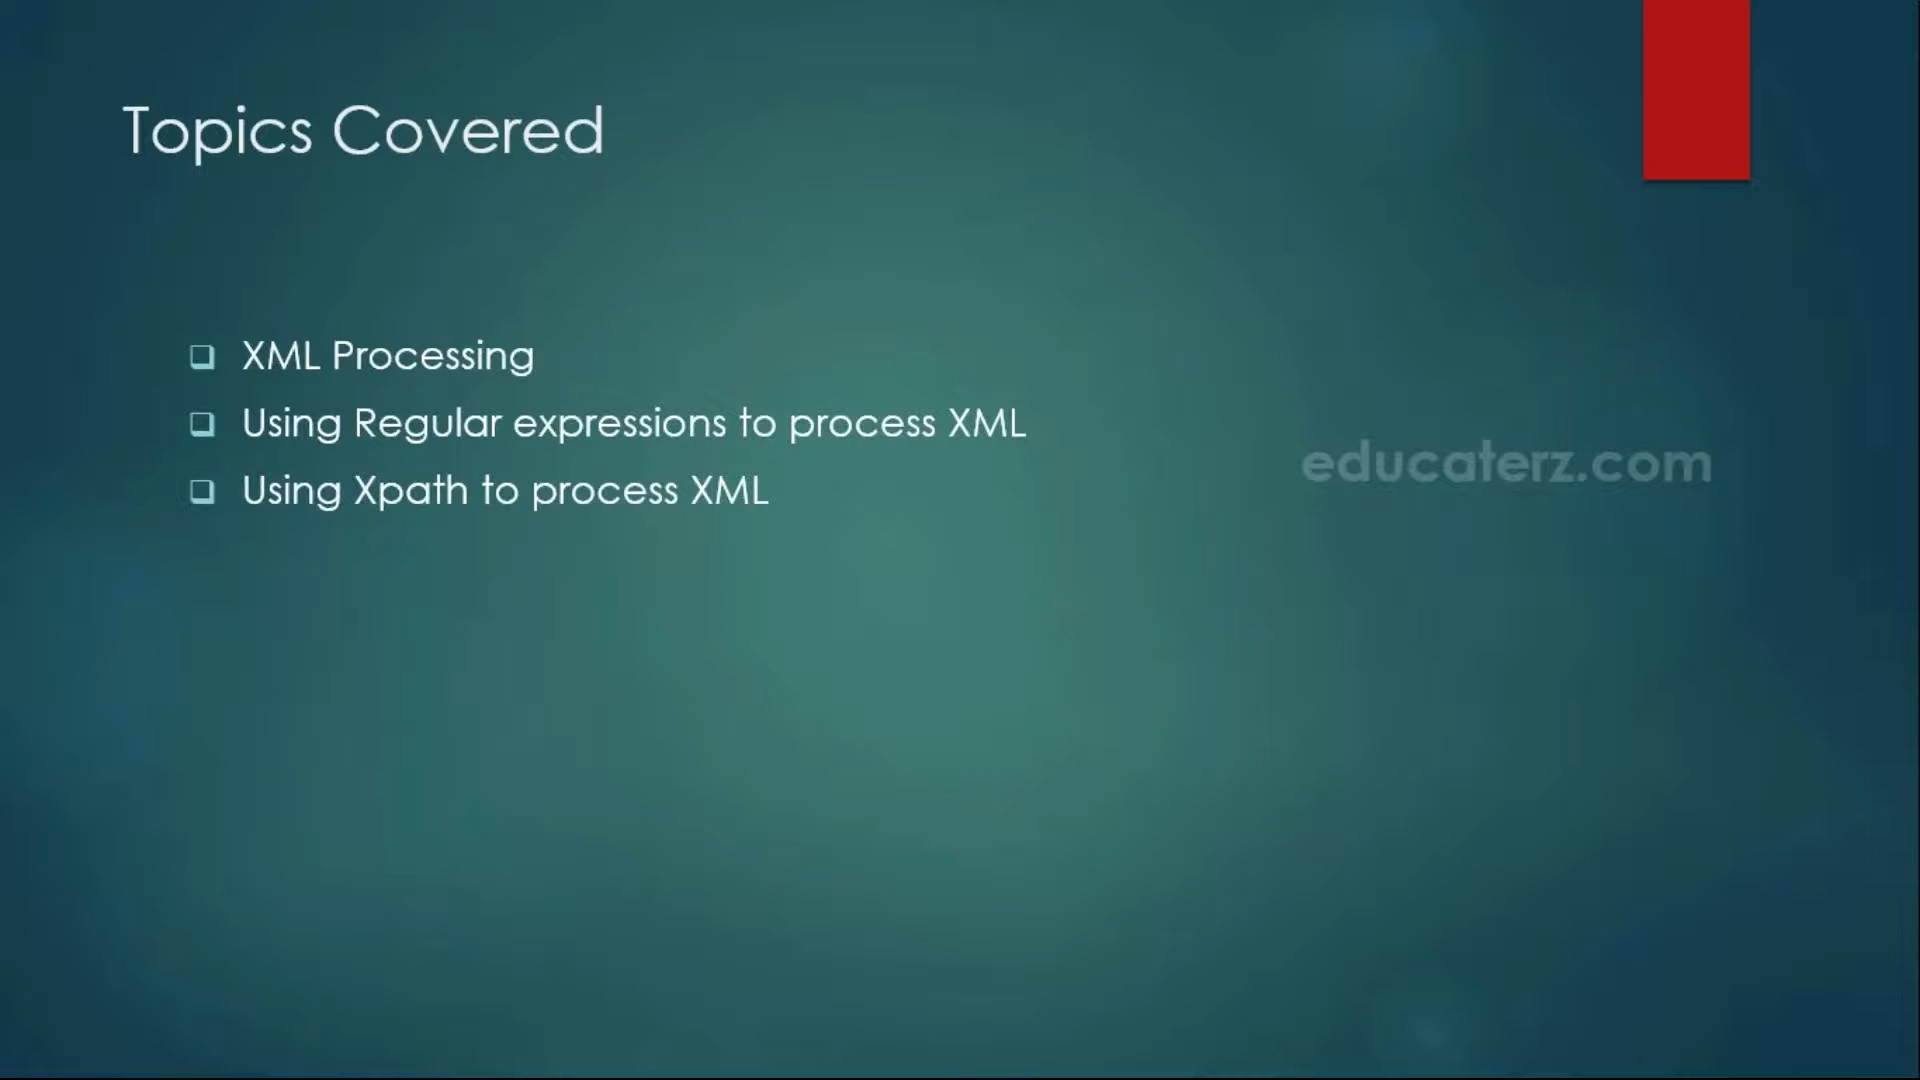 Topics Covered
XML Processing
Using Regular expressions to process XML
Using Xpath to process XML
educaterz.com